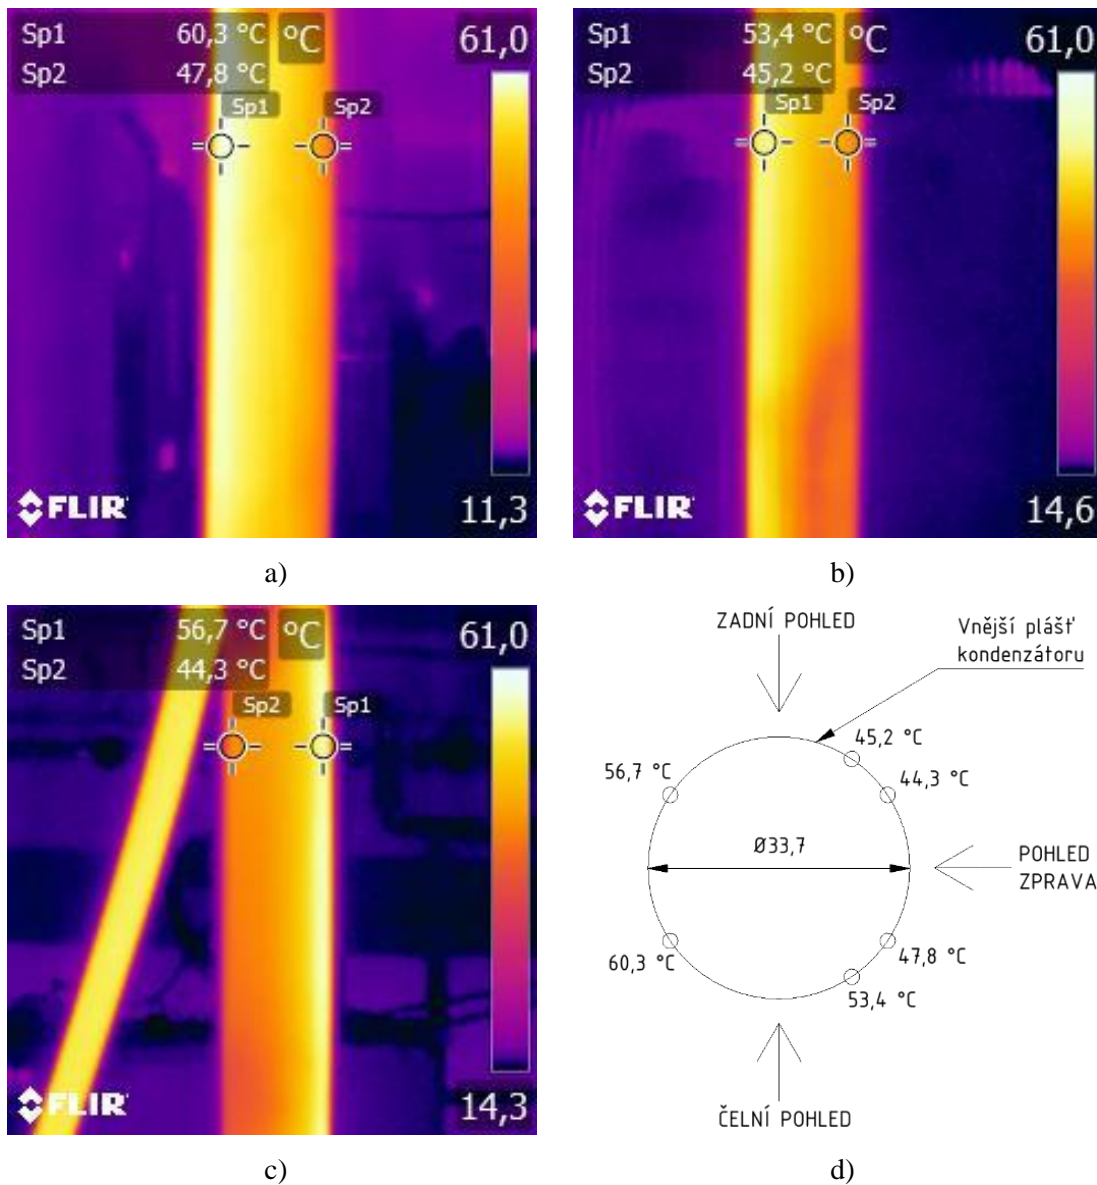 Sp1 60,3 °C °C 61,0
Sp2 47,8 °C
Sp1 Sp2
FLIR 11,3
a)
Sp1 53,4 °C °C 61,0
Sp2 45,2 °C
Sp1 Sp2
FLIR 14,6
b)
Sp1 56,7 °C °C 61,0
Sp2 44,3 °C
Sp2 Sp1
FLIR 14,3
c)
ZADNÍ POHLED
Vnější plášť
kondenzátoru
45,2 °C
56,7 °C
44,3 °C
Ø33,7
POHLED
ZPRAVA
60,3 °C
47,8 °C
53,4 °C
ČELNÍ POHLED
d)